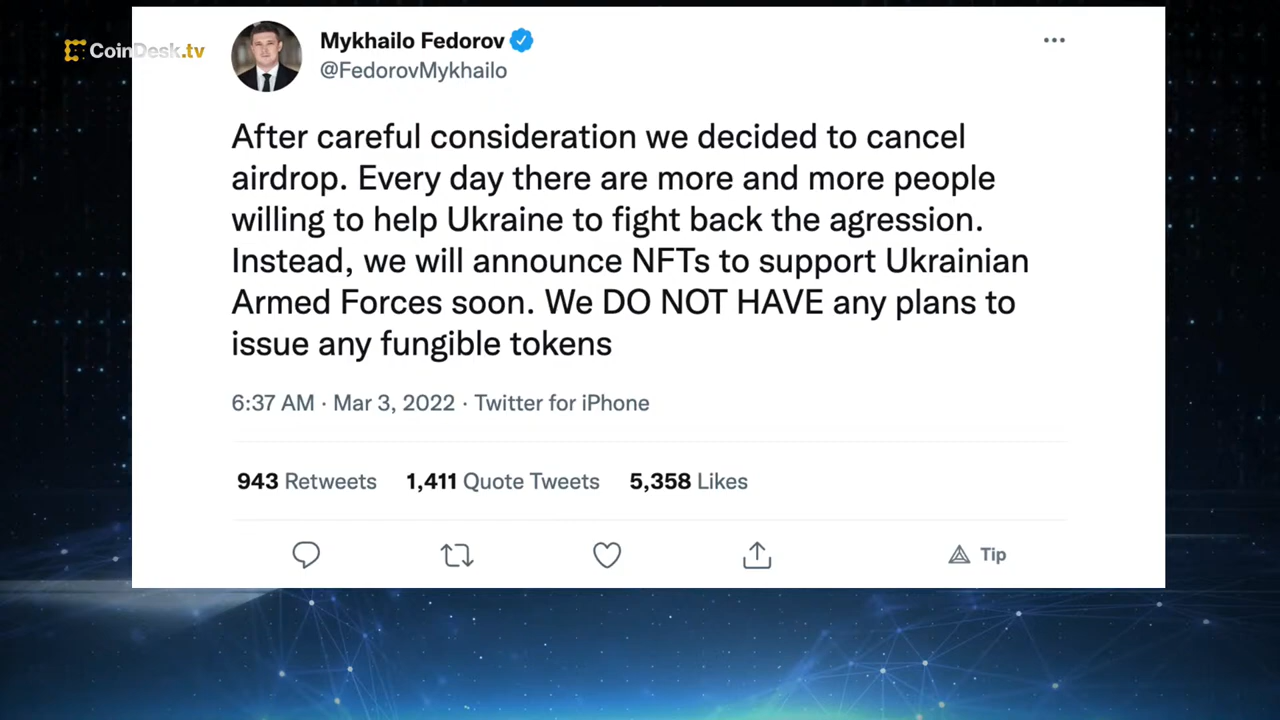 CoinDesk.tv
Mykhailo Fedorov
@FedorovMykhailo
After careful consideration we decided to cancel
airdrop. Every day there are more and more people
willing to help Ukraine to fight back the agression.
Instead, we will announce NFTs to support Ukrainian
Armed Forces soon. We DO NOT HAVE any plans to
issue any fungible tokens
6:37 AM · Mar 3, 2022 · Twitter for iPhone
943 Retweets 1,411 Quote Tweets 5,358 Likes
Tip